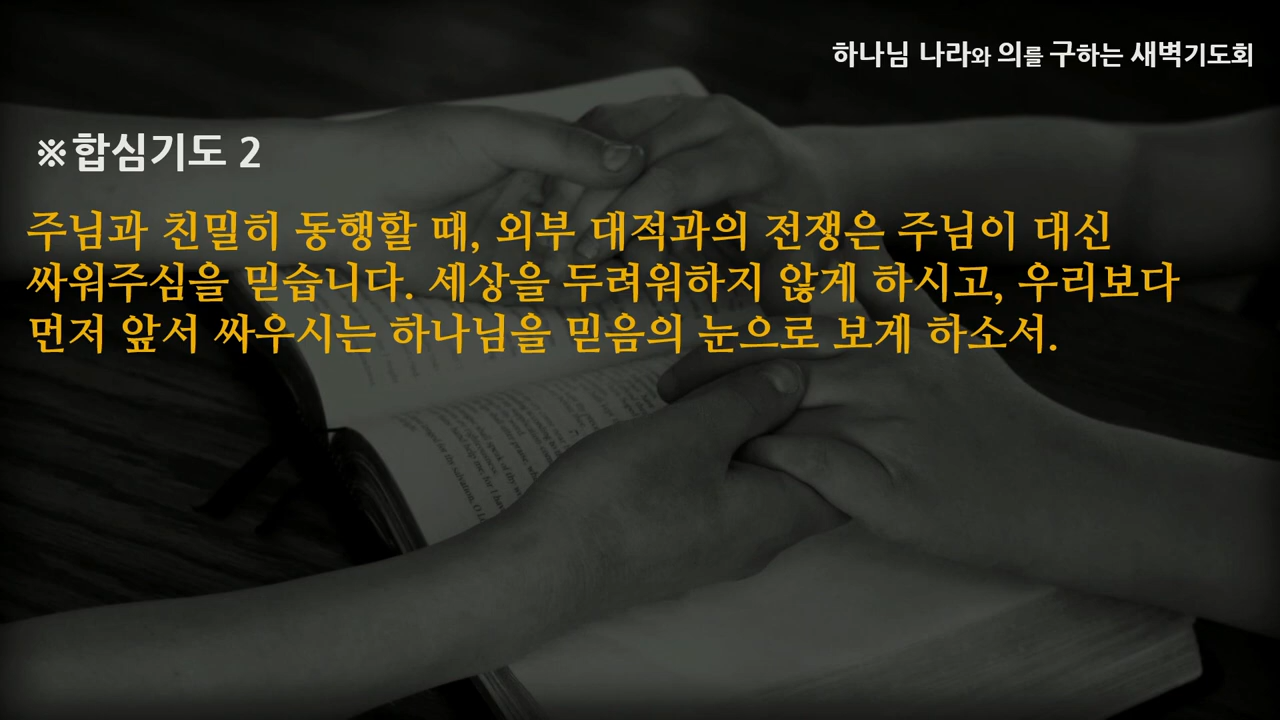 하나님 나라와 의를 구하는 새벽기도회
※합심기도 2
주님과 친밀히 동행할 때, 외부 대적과의 전쟁은 주님이 대신
싸워주심을 믿습니다. 세상을 두려워하지 않게 하시고, 우리보다
먼저 앞서 싸우시는 하나님을 믿음의 눈으로 보게 하소서.